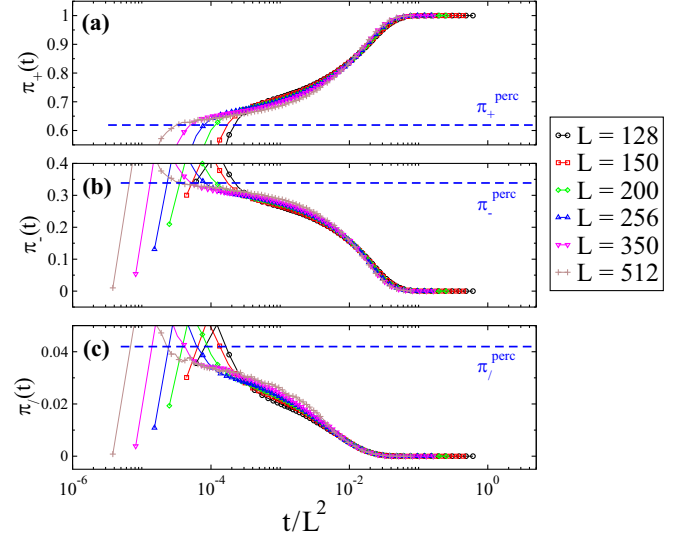 (a)
π₊(t)
1
0.9
0.8
0.7
0.6
π₊ᵖᵉʳᶜ
(b)
π₋(t)
0.4
0.3
0.2
0.1
0
π₋ᵖᵉʳᶜ
(c)
π/(t)
0.04
0.02
0
π/ᵖᵉʳᶜ
10⁻⁶ 10⁻⁴ 10⁻² 10⁰
t/L²
L = 128
L = 150
L = 200
L = 256
L = 350
L = 512